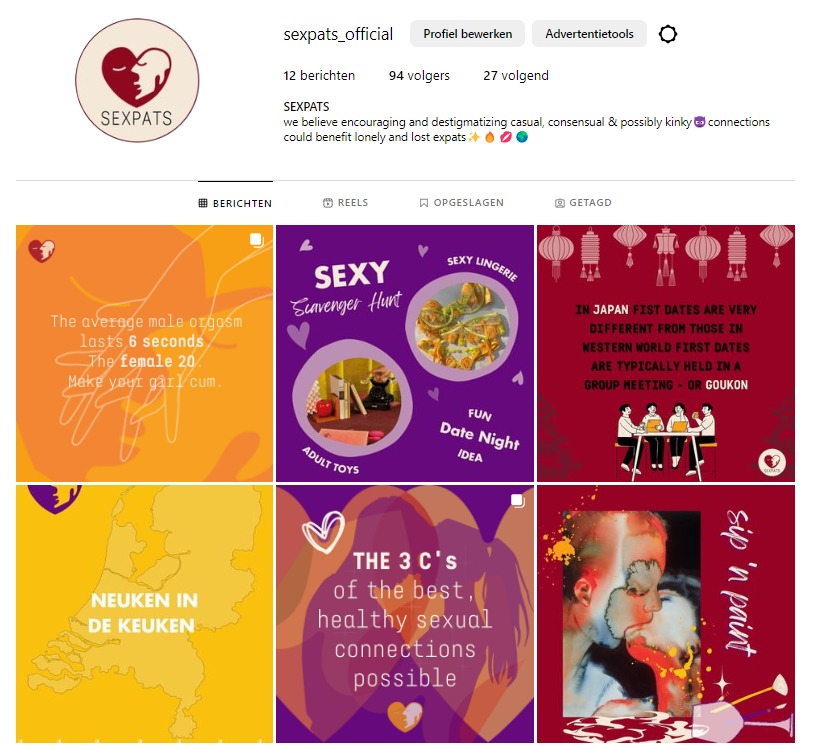 sexpats_official
Profiel bewerken
Advertentietools
12 berichten
94 volgers
27 volgend
SEXPATS
SEXPATS
we believe encouraging and destigmatizing casual, consensual & possibly kinky😈connections
could benefit lonely and lost expats✨🔥💋🌍
BERICHTEN
REELS
OPGESLAGEN
GETAGD
The average male orgasm
lasts 6 seconds.
The female 20.
Make your girl cum.
SEXY
Scavenger Hunt
SEXY LINGERIE
ADULT TOYS
FUN
Date Night
IDEA
IN JAPAN FIST DATES ARE VERY
DIFFERENT FROM THOSE IN
WESTERN WORLD FIRST DATES
ARE TYPICALLY HELD IN A
GROUP MEETING - OR GOUKON
SEXPATS
NEUKEN IN
DE KEUKEN
THE 3 C's
of the best,
healthy sexual
connections
possible
sip 'n paint